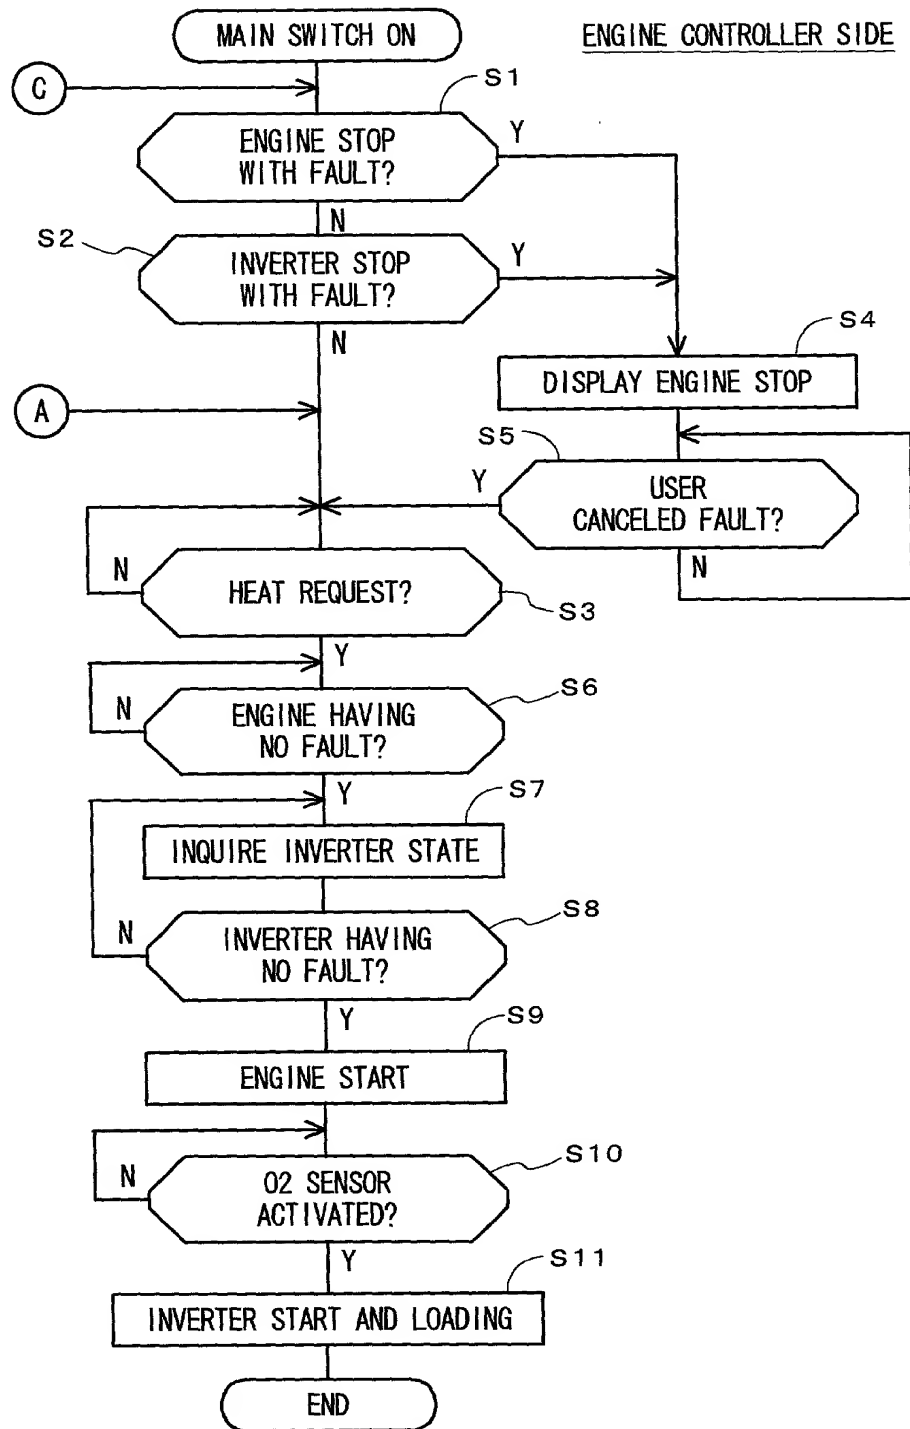 MAIN SWITCH ON
ENGINE CONTROLLER SIDE
C
S1
ENGINE STOP
WITH FAULT?
Y
N
S2
INVERTER STOP
WITH FAULT?
Y
N
S4
DISPLAY ENGINE STOP
A
S5
USER
CANCELED FAULT?
Y
N
HEAT REQUEST?
N
S3
Y
S6
ENGINE HAVING
NO FAULT?
N
Y
S7
INQUIRE INVERTER STATE
S8
INVERTER HAVING
NO FAULT?
N
Y
S9
ENGINE START
S10
O2 SENSOR
ACTIVATED?
N
Y
S11
INVERTER START AND LOADING
END